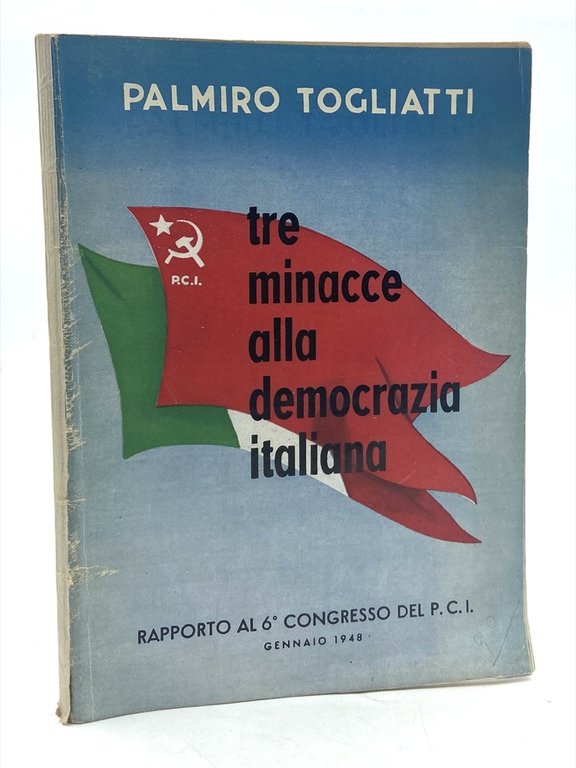 PALMIRO TOGLIATTI
P.C.I.
tre
minacce
alla
democrazia
italiana
RAPPORTO AL 6° CONGRESSO DEL P.C.I.
GENNAIO 1948